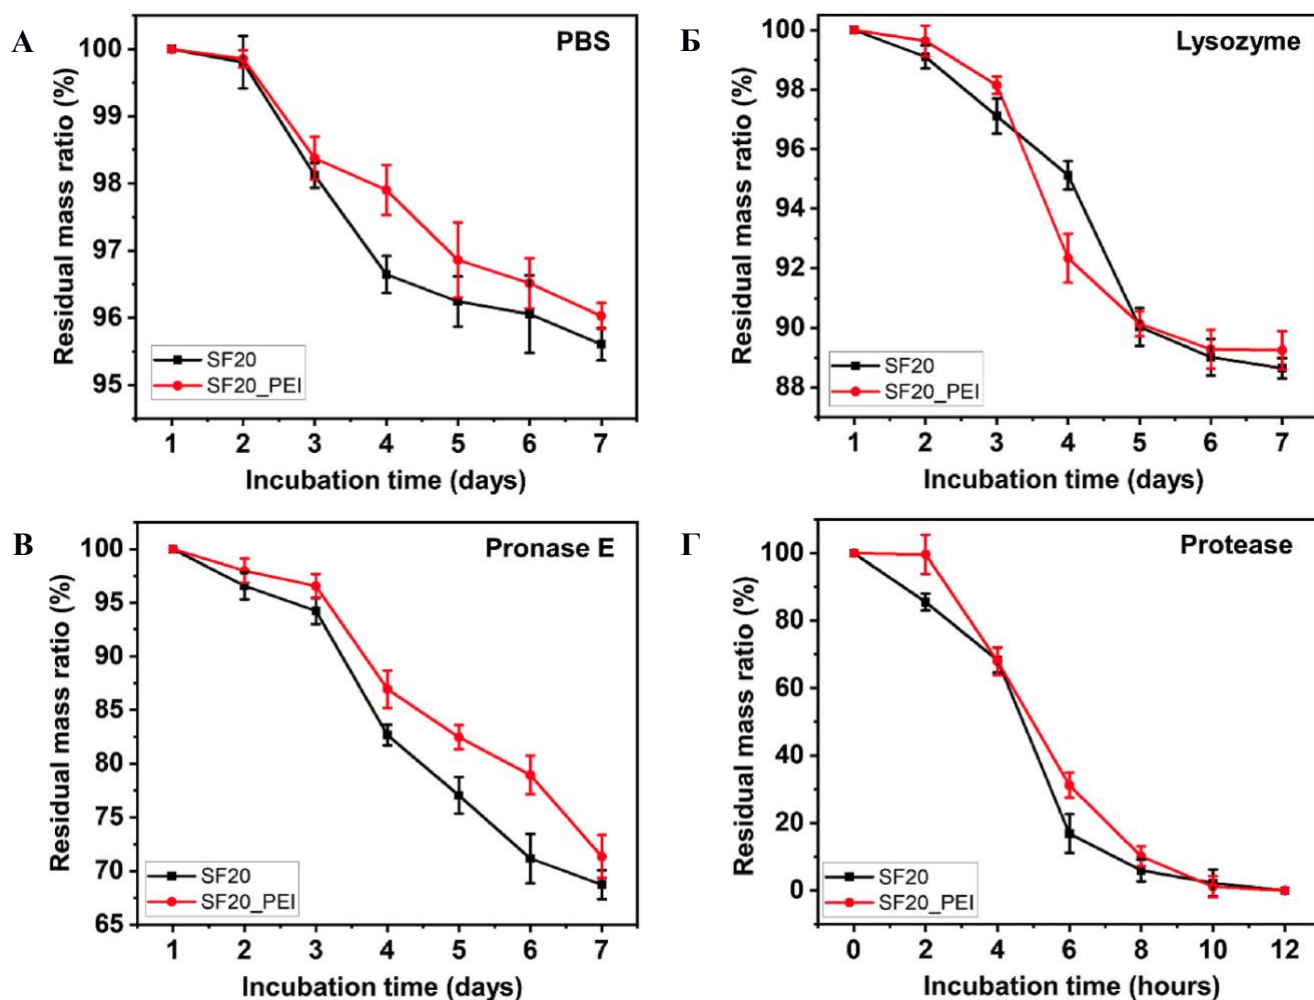 А
PBS
Residual mass ratio (%)
100
99
98
97
96
95
SF20
SF20_PEI
1 2 3 4 5 6 7
Incubation time (days)
Б
Lysozyme
Residual mass ratio (%)
100
98
96
94
92
90
88
SF20
SF20_PEI
1 2 3 4 5 6 7
Incubation time (days)
В
Pronase E
Residual mass ratio (%)
100
95
90
85
80
75
70
65
SF20
SF20_PEI
1 2 3 4 5 6 7
Incubation time (days)
Г
Protease
Residual mass ratio (%)
100
80
60
40
20
0
SF20
SF20_PEI
0 2 4 6 8 10 12
Incubation time (hours)